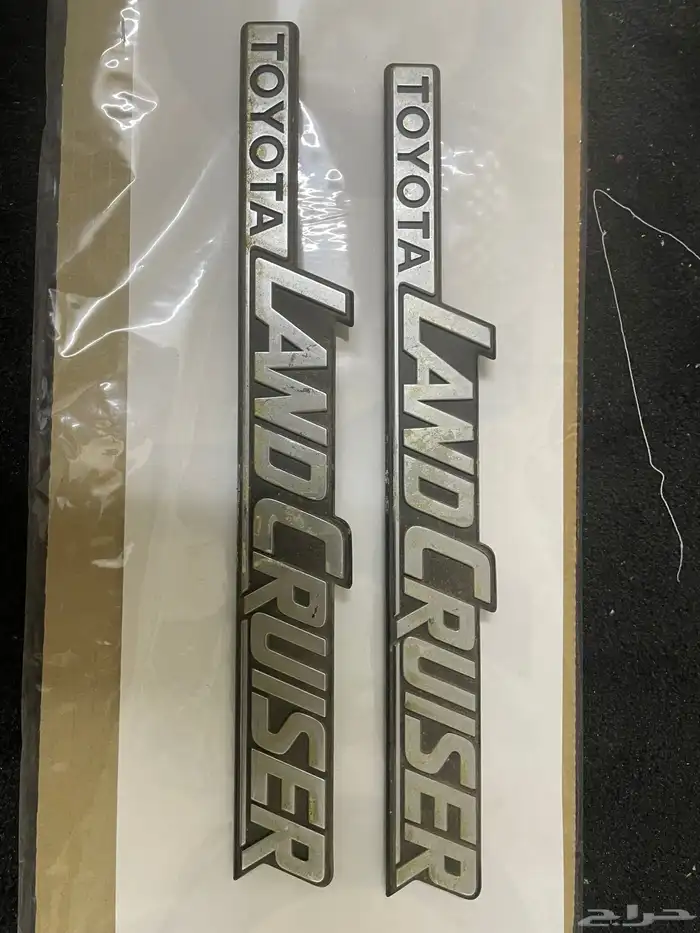 TOYOTA
LAND CRUISER
TOYOTA
LAND CRUISER
حراج